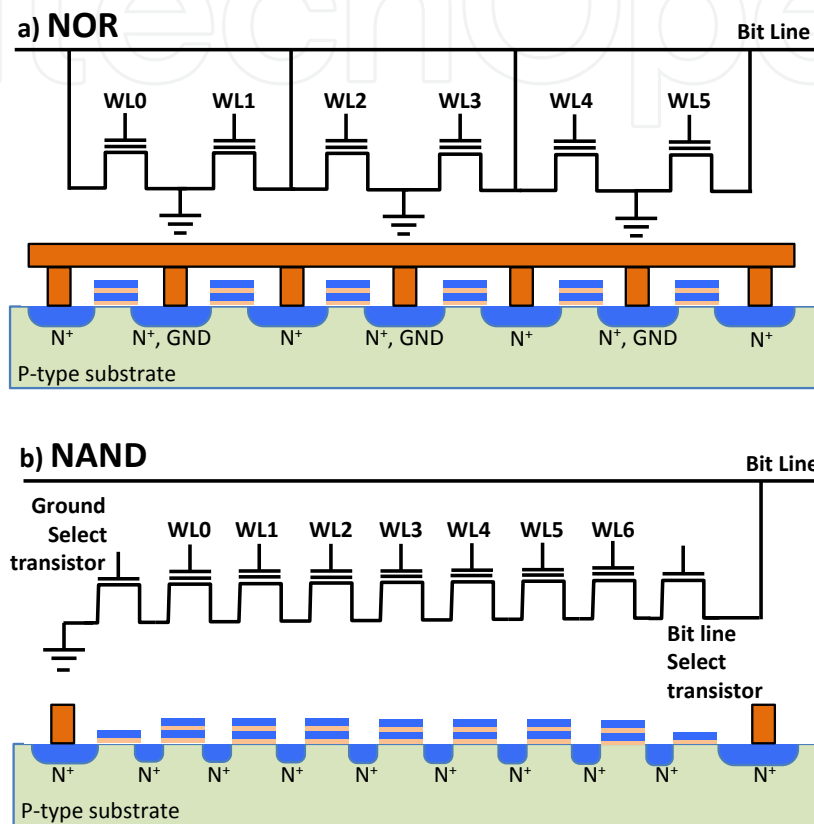 a) NOR
Bit Line
WL0 WL1 WL2 WL3 WL4 WL5
N⁺ N⁺, GND N⁺ N⁺, GND N⁺ N⁺, GND N⁺
P-type substrate
b) NAND
Bit Line
Ground
Select
transistor
WL0 WL1 WL2 WL3 WL4 WL5 WL6
Bit line
Select
transistor
N⁺ N⁺ N⁺ N⁺ N⁺ N⁺ N⁺ N⁺ N⁺ N⁺
P-type substrate